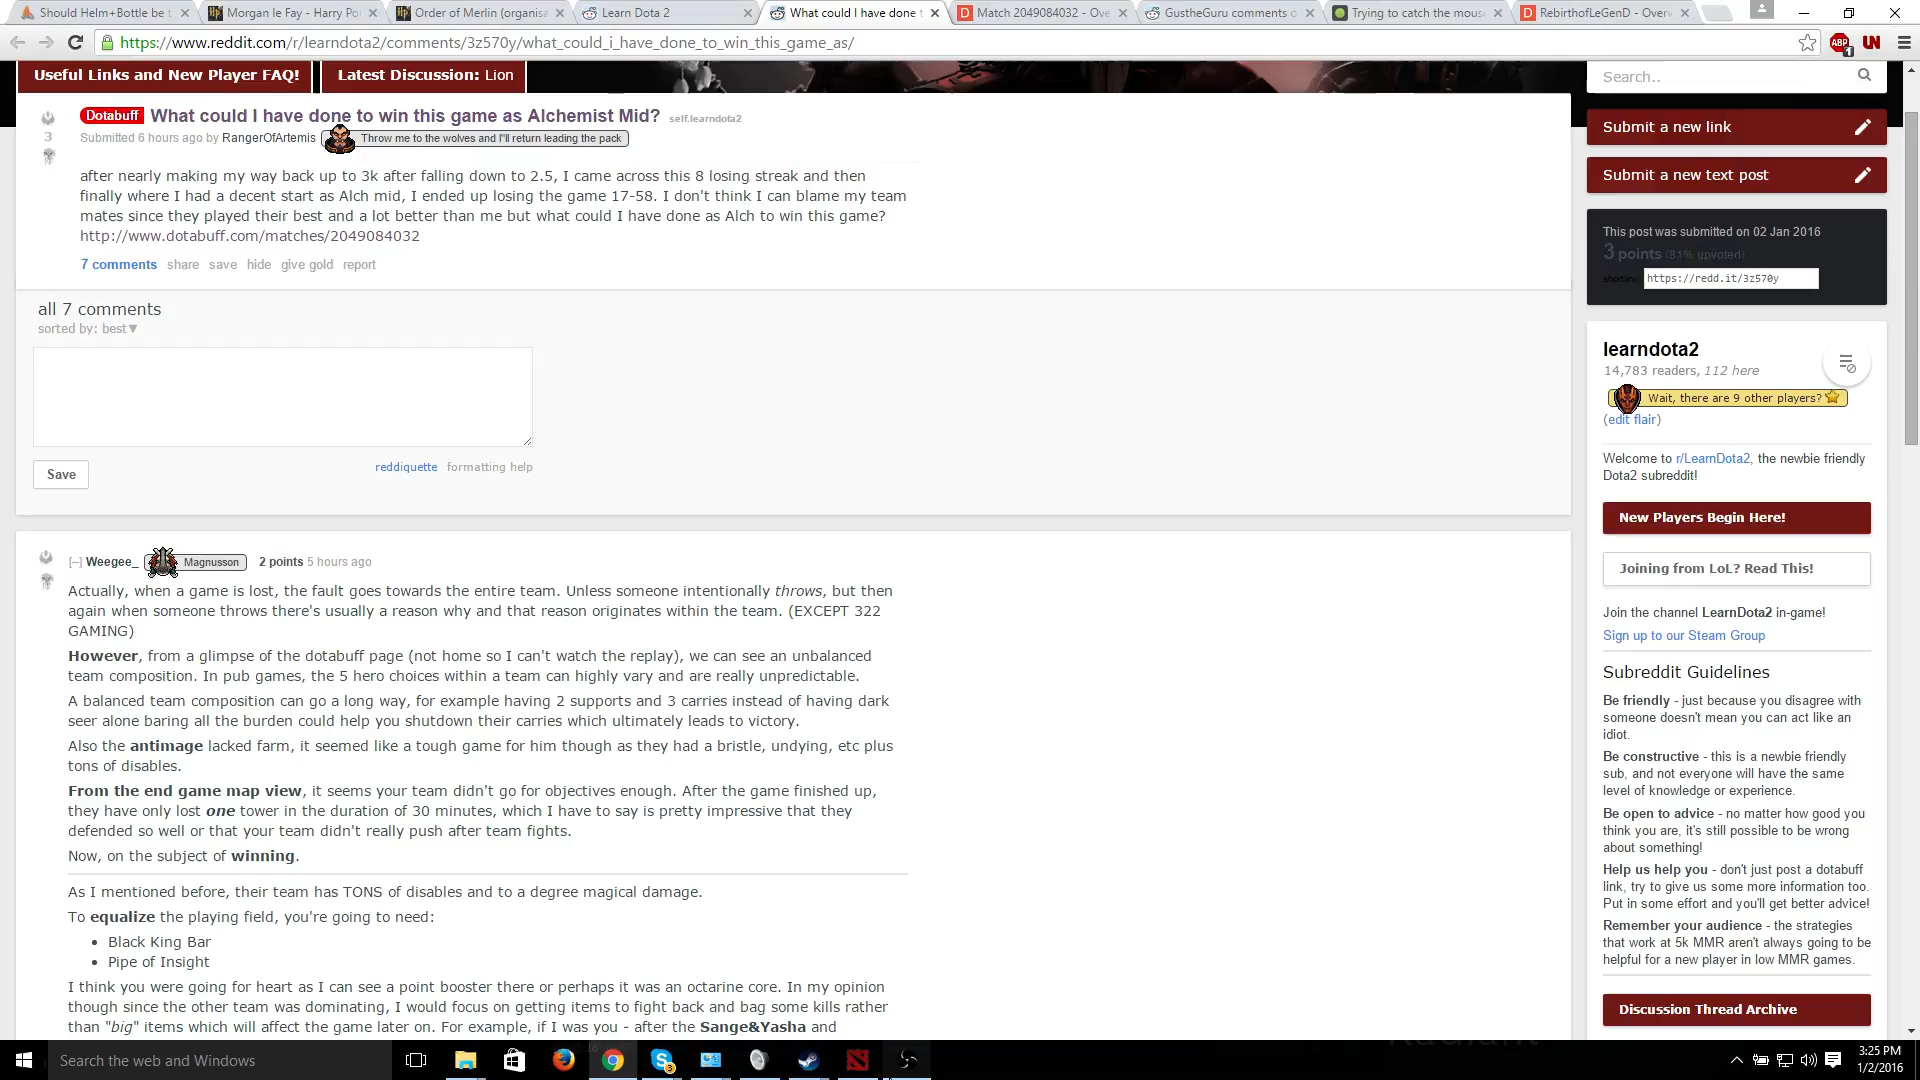 Should Helm+Bottle be t
Morgan le Fay - Harry Po
Order of Merlin (organisa
Learn Dota 2
What could I have done t
Match 2049084032 - Ove
GustheGuru comments o
Trying to catch the mouse
RebirthofLeGenD - Overv
https://www.reddit.com/r/learndota2/comments/3z570y/what_could_i_have_done_to_win_this_game_as/
ABP
1
UN
Useful Links and New Player FAQ!
Latest Discussion: Lion
Search..
Dotabuff What could I have done to win this game as Alchemist Mid? self.learndota2
3
Submitted 6 hours ago by RangerOfArtemis Throw me to the wolves and I'll return leading the pack
after nearly making my way back up to 3k after falling down to 2.5, I came across this 8 losing streak and then
finally where I had a decent start as Alch mid, I ended up losing the game 17-58. I don't think I can blame my team
mates since they played their best and a lot better than me but what could I have done as Alch to win this game?
http://www.dotabuff.com/matches/2049084032
7 comments share save hide give gold report
all 7 comments
sorted by: best▼
Save
reddiquette formatting help
[–] Weegee_ Magnusson 2 points 5 hours ago
Actually, when a game is lost, the fault goes towards the entire team. Unless someone intentionally throws, but then
again when someone throws there's usually a reason why and that reason originates within the team. (EXCEPT 322
GAMING)
However, from a glimpse of the dotabuff page (not home so I can't watch the replay), we can see an unbalanced
team composition. In pub games, the 5 hero choices within a team can highly vary and are really unpredictable.
A balanced team composition can go a long way, for example having 2 supports and 3 carries instead of having dark
seer alone baring all the burden could help you shutdown their carries which ultimately leads to victory.
Also the antimage lacked farm, it seemed like a tough game for him though as they had a bristle, undying, etc plus
tons of disables.
From the end game map view, it seems your team didn't go for objectives enough. After the game finished up,
they have only lost one tower in the duration of 30 minutes, which I have to say is pretty impressive that they
defended so well or that your team didn't really push after team fights.
Now, on the subject of winning.
As I mentioned before, their team has TONS of disables and to a degree magical damage.
To equalize the playing field, you're going to need:
• Black King Bar
• Pipe of Insight
I think you were going for heart as I can see a point booster there or perhaps it was an octarine core. In my opinion
though since the other team was dominating, I would focus on getting items to fight back and bag some kills rather
than "big" items which will affect the game later on. For example, if I was you - after the Sange&Yasha and
Submit a new link
Submit a new text post
This post was submitted on 02 Jan 2016
3 points (81% upvoted)
https://redd.it/3z570y
learndota2
14,783 readers, 112 here
Wait, there are 9 other players?
(edit flair)
Welcome to r/LearnDota2, the newbie friendly
Dota2 subreddit!
New Players Begin Here!
Joining from LoL? Read This!
Join the channel LearnDota2 in-game!
Sign up to our Steam Group
Subreddit Guidelines
Be friendly - just because you disagree with
someone doesn't mean you can act like an
idiot.
Be constructive - this is a newbie friendly
sub, and not everyone will have the same
level of knowledge or experience.
Be open to advice - no matter how good you
think you are, it's still possible to be wrong
about something!
Help us help you - don't just post a dotabuff
link, try to give us some more information too.
Put in some effort and you'll get better advice!
Remember your audience - the strategies
that work at 5k MMR aren't always going to be
helpful for a new player in low MMR games.
Discussion Thread Archive
Search the web and Windows
3
3:25 PM
1/2/2016